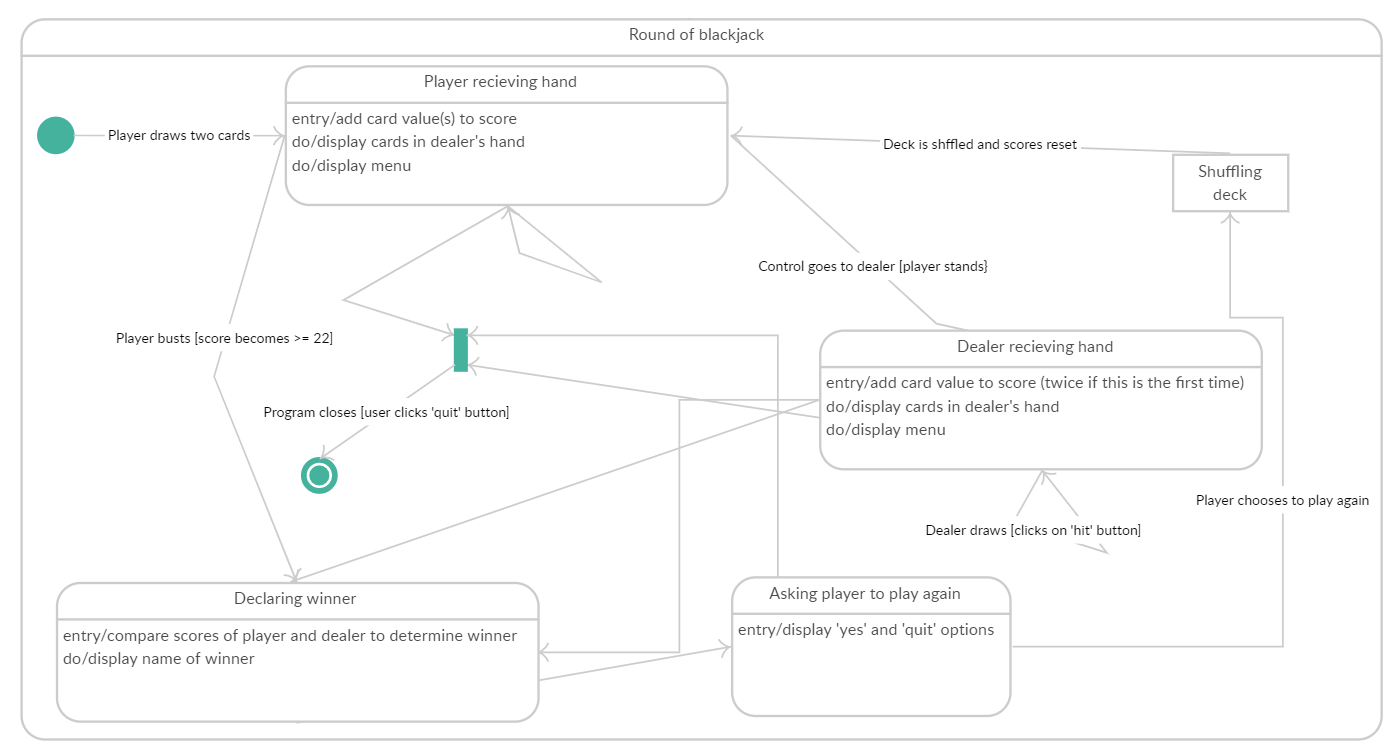 Round of blackjack
Player recieving hand
entry/add card value(s) to score
do/display cards in dealer's hand
do/display menu
Player draws two cards
Deck is shffled and scores reset
Shuffling
deck
Control goes to dealer [player stands}
Player busts [score becomes >= 22]
Dealer recieving hand
entry/add card value to score (twice if this is the first time)
do/display cards in dealer's hand
do/display menu
Program closes [user clicks 'quit' button]
Player chooses to play again
Dealer draws [clicks on 'hit' button]
Declaring winner
entry/compare scores of player and dealer to determine winner
do/display name of winner
Asking player to play again
entry/display 'yes' and 'quit' options